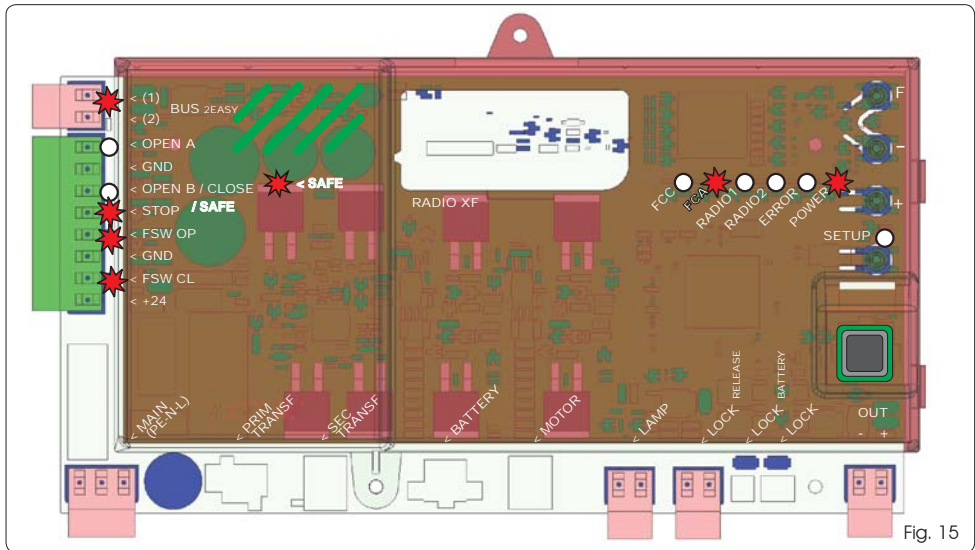 < (1)
BUS 2EASY
< (2)
< OPEN A
< GND
< OPEN B / CLOSE
/ SAFE
< SAFE
< STOP
< FSW OP
< GND
< FSW CL
< +24
RADIO XF
FCC
FCA
RADIO1
RADIO2
ERROR
POWER
F
-
+
SETUP
< MAIN
(PE-N-L)
< PRIM
TRANSF
< SEC
TRANSF
< BATTERY
< MOTOR
< LAMP
< LOCK RELEASE
< LOCK BATTERY
< LOCK
OUT
- +
Fig. 15